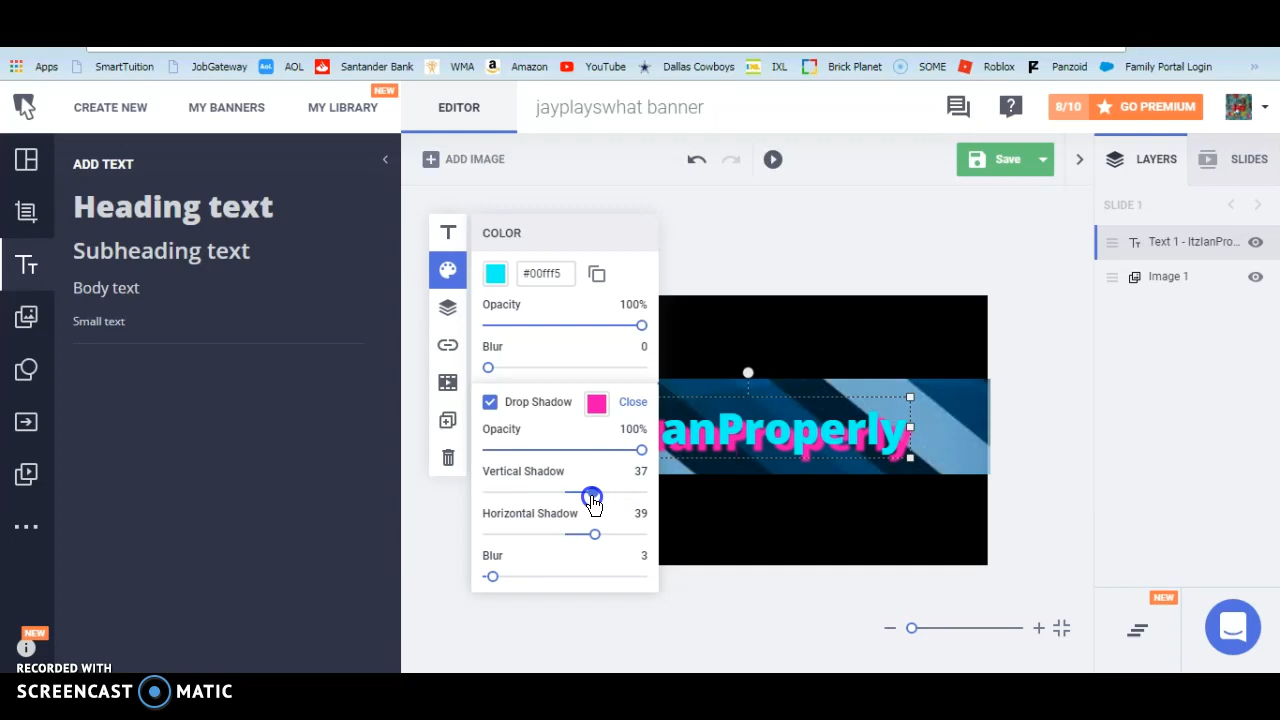 Apps SmartTuition JobGateway Aol AOL Santander Bank WMA Amazon YouTube Dallas Cowboys IXL IXL Brick Planet SOME Roblox Panzoid Family Portal Login »
CREATE NEW MY BANNERS MY LIBRARY NEW EDITOR jayplayswhat banner 8/10 GO PREMIUM
ADD TEXT
Heading text
Subheading text
Body text
Small text
ADD IMAGE
Save
LAYERS SLIDES
SLIDE 1
Text 1 - ItzIanPro...
Image 1
COLOR
#00fff5
Opacity 100%
Blur 0
Drop Shadow Close
Opacity 100%
Vertical Shadow 37
Horizontal Shadow 39
Blur 3
IanProperly
NEW
NEW
RECORDED WITH
SCREENCAST MATIC